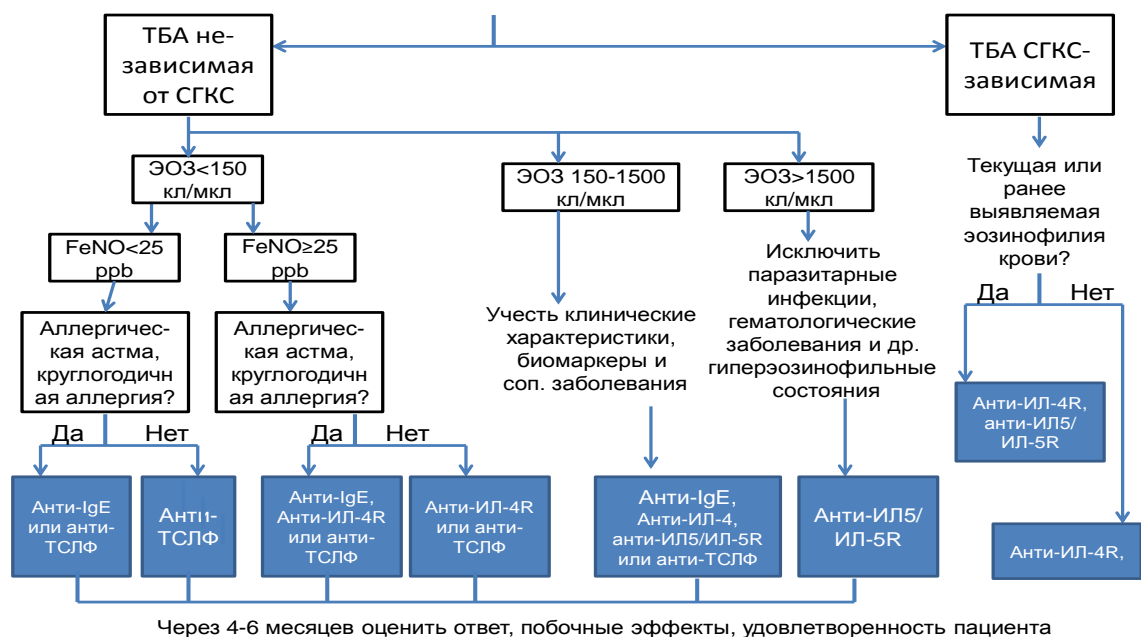 ТБА не-
зависимая
от СГКС
ТБА СГКС-
зависимая
ЭОЗ<150
кл/мкл
ЭОЗ 150-1500
кл/мкл
ЭОЗ>1500
кл/мкл
Текущая или
ранее
выявляемая
эозинофилия
крови?
FeNO<25
ppb
FeNO≥25
ppb
Исключить
паразитарные
инфекции,
гематологические
заболевания и др.
гиперэозинофильные
состояния
Учесть клинические
характеристики,
биомаркеры и
соп. заболевания
Да
Нет
Аллергичес-
кая астма,
круглогодичн
ая аллергия?
Аллергичес-
кая астма,
круглогодичн
ая аллергия?
Да
Нет
Да
Нет
Анти-ИЛ-4R,
анти-ИЛ5/
ИЛ-5R
Анти-IgE
или анти-
ТСЛФ
Анти-
ТСЛФ
Анти-IgE,
Анти-ИЛ-4R
или анти-
ТСЛФ
Анти-ИЛ-4R
или анти-
ТСЛФ
Анти-IgE,
Анти-ИЛ-4,
анти-ИЛ5/ИЛ-5R
или анти-ТСЛФ
Анти-ИЛ5/
ИЛ-5R
Анти-ИЛ-4R,
Через 4-6 месяцев оценить ответ, побочные эффекты, удовлетворенность пациента